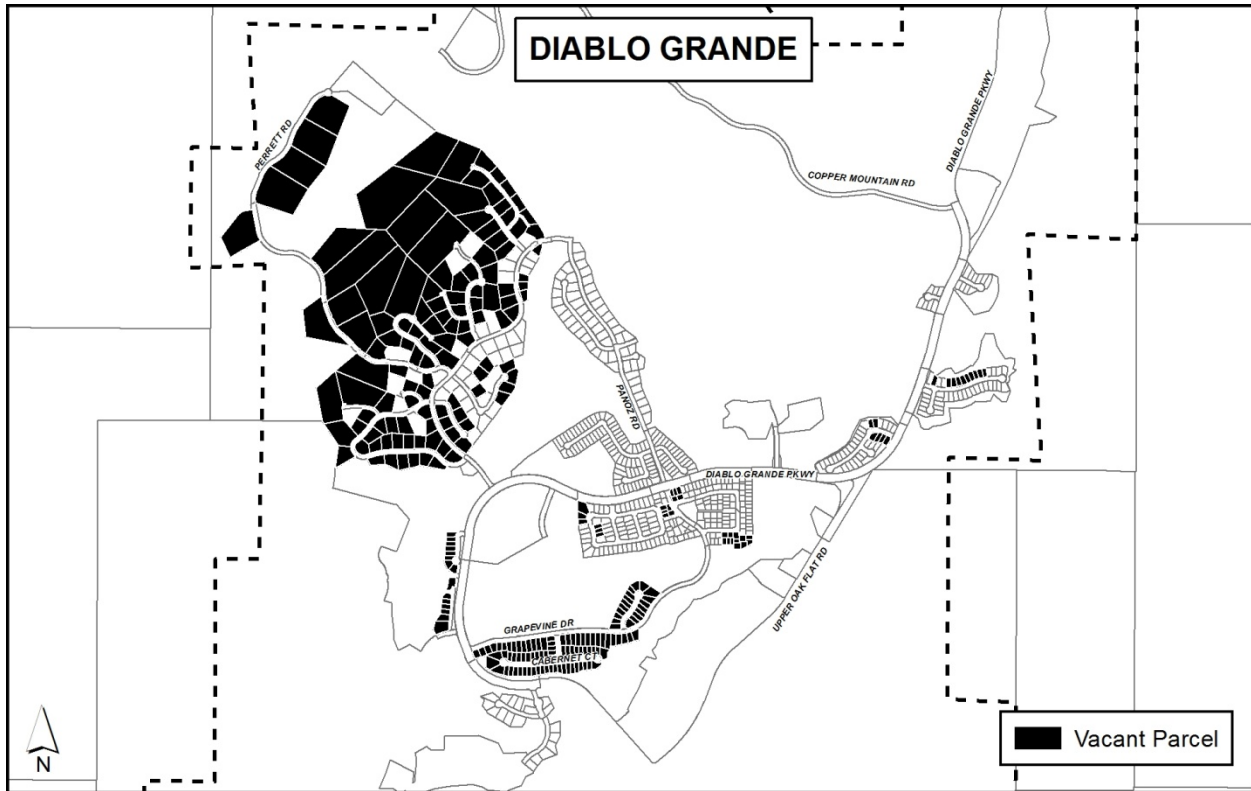 DIABLO GRANDE
PERRETT RD
DIABLO GRANDE PKWY
COPPER MOUNTAIN RD
PANOZ RD
DIABLO GRANDE PKWY
UPPER OAK FLAT RD
GRAPEVINE DR
CABERNET CT
N
Vacant Parcel